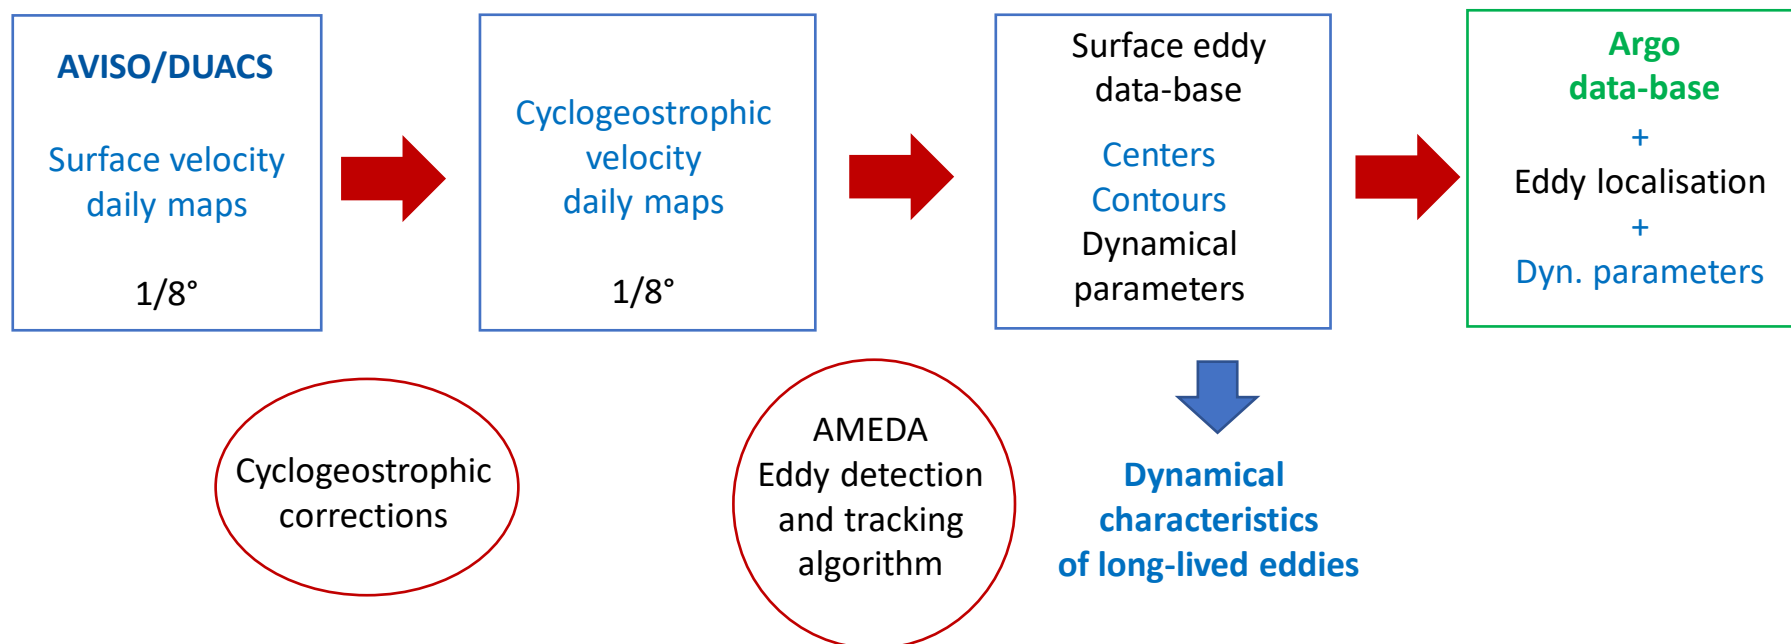 AVISO/DUACS
Surface velocity
daily maps
1/8°
Cyclogeostrophic
velocity
daily maps
1/8°
Surface eddy
data-base
Centers
Contours
Dynamical
parameters
Argo
data-base
+
Eddy localisation
+
Dyn. parameters
Cyclogeostrophic
corrections
AMEDA
Eddy detection
and tracking
algorithm
Dynamical
characteristics
of long-lived eddies